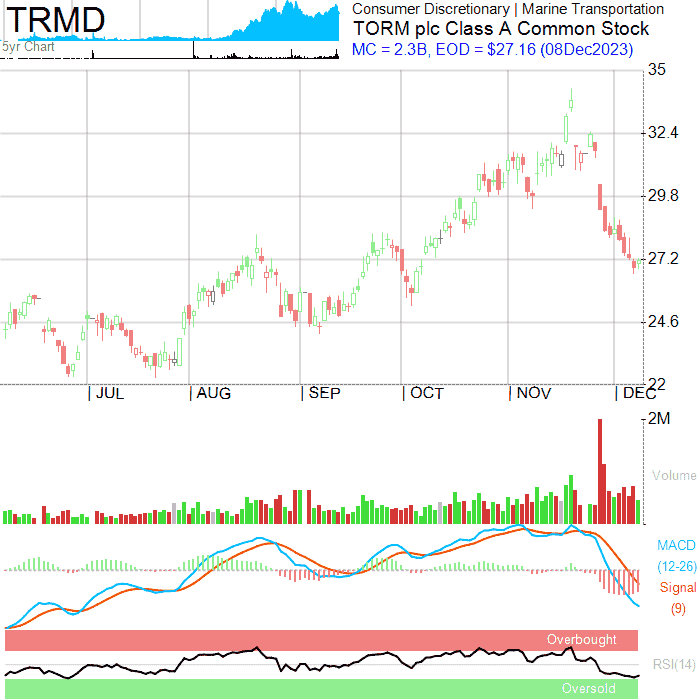 TRMD
5yr Chart
Consumer Discretionary | Marine Transportation
TORM plc Class A Common Stock
MC = 2.3B, EOD = $27.16 (08Dec2023)
35
32.4
29.8
27.2
24.6
22
JUL AUG SEP OCT NOV DEC
2M
Volume
MACD
(12-26)
Signal
(9)
Overbought
RSI(14)
Oversold